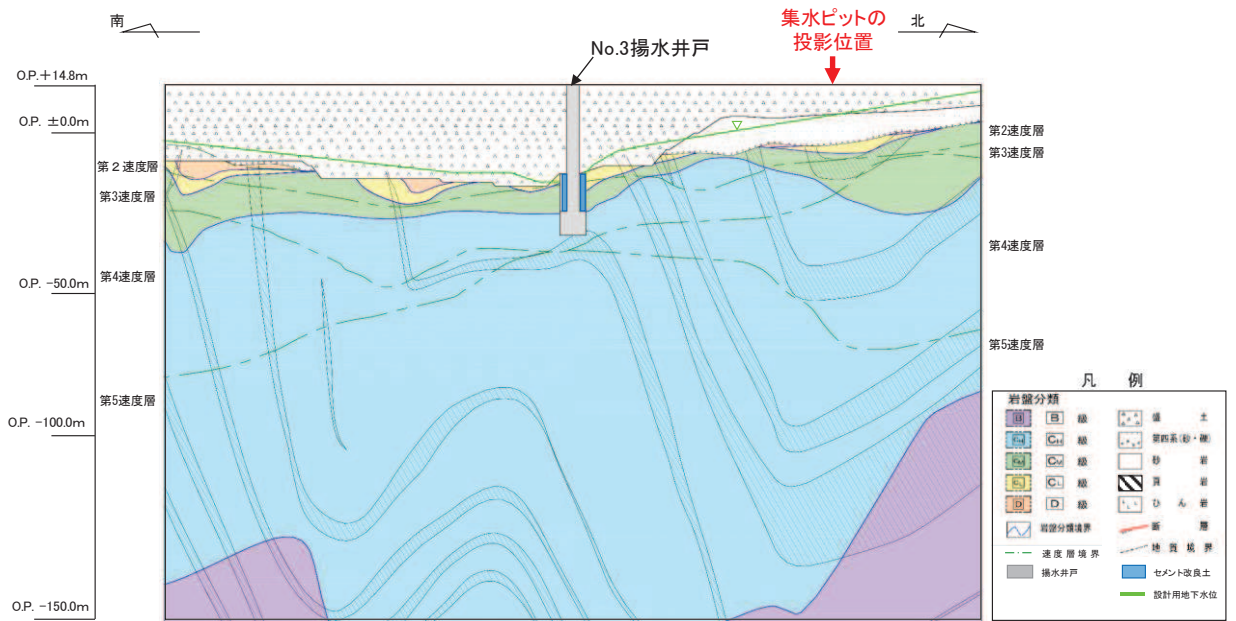 南
集水ピットの
投影位置
北
No.3揚水井戸
O.P.+14.8m
O.P. ±0.0m
O.P. -50.0m
O.P. -100.0m
O.P. -150.0m
第2速度層
第3速度層
第4速度層
第5速度層
第2速度層
第3速度層
第4速度層
第5速度層
凡 例
岩盤分類
B B 級
CH CH 級
CM CM 級
CL CL 級
D D 級
岩盤分類境界
速度層境界
揚水井戸
盛 土
第四系(砂・礫)
砂 岩
頁 岩
ひ ん 岩
断 層
地質境界
セメント改良土
設計用地下水位